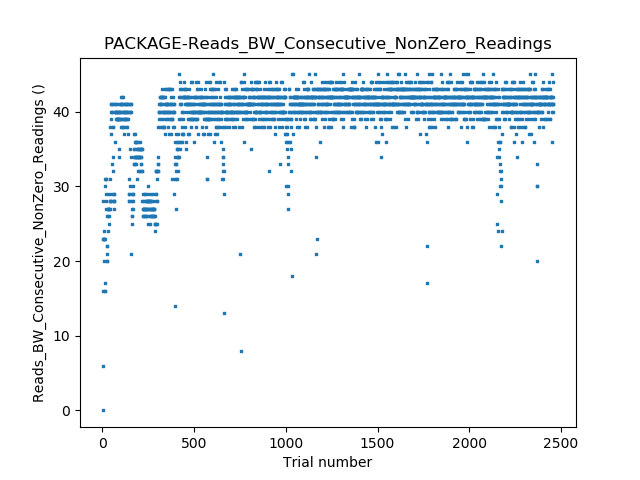 PACKAGE-Reads_BW_Consecutive_NonZero_Readings
Reads_BW_Consecutive_NonZero_Readings ()
40
30
20
10
0
0 500 1000 1500 2000 2500
Trial number